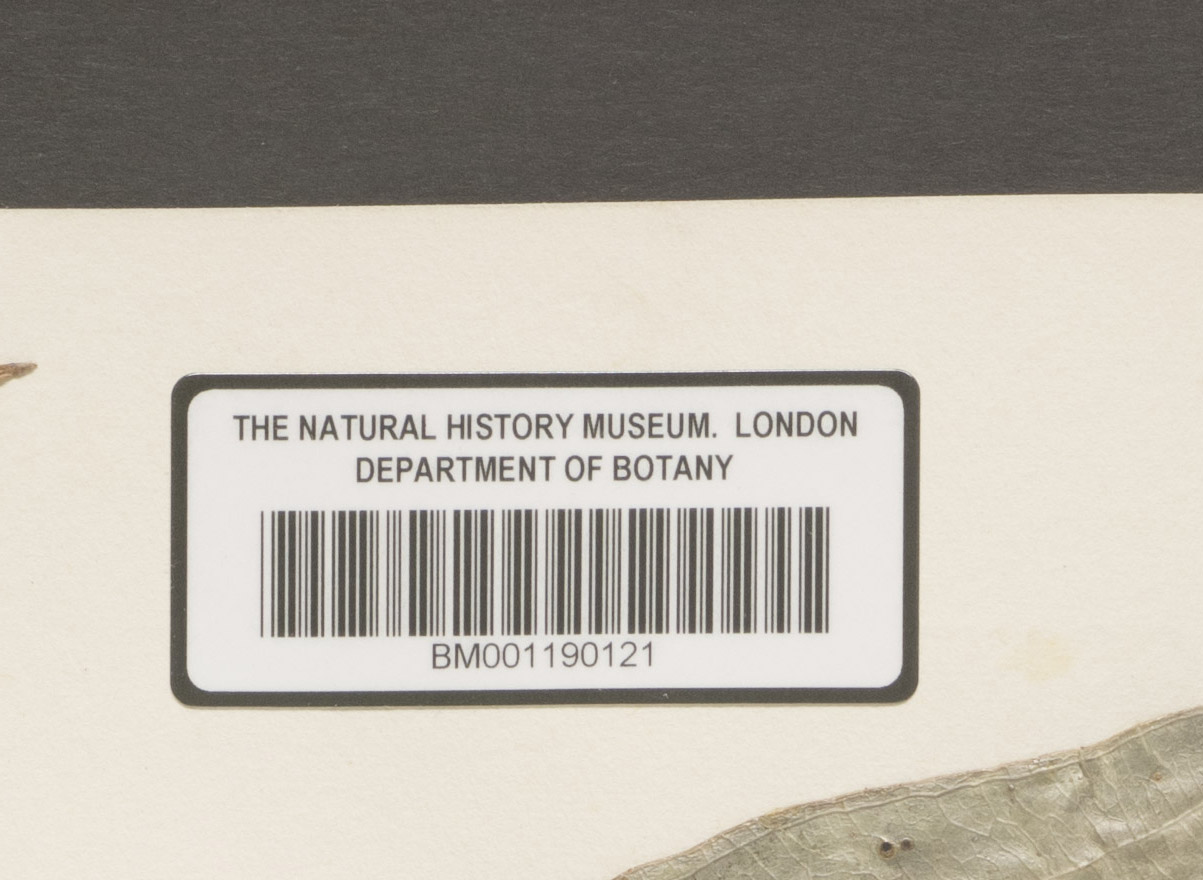 THE NATURAL HISTORY MUSEUM. LONDON
DEPARTMENT OF BOTANY
BM001190121